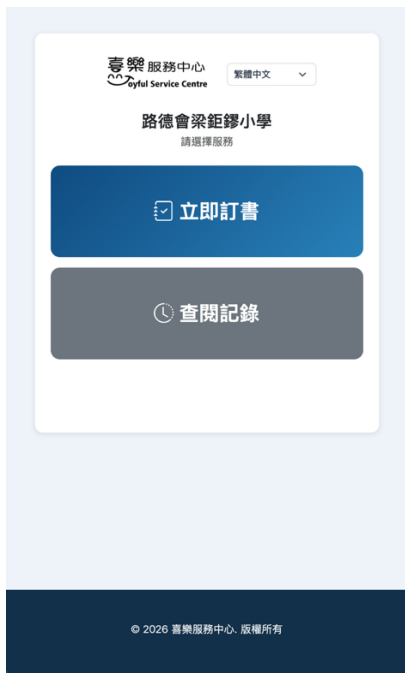 喜樂服務中心
Joyful Service Centre
繁體中文
路德會梁鉅鏐小學
請選擇服務
立即訂書
查閱記錄
© 2026 喜樂服務中心. 版權所有